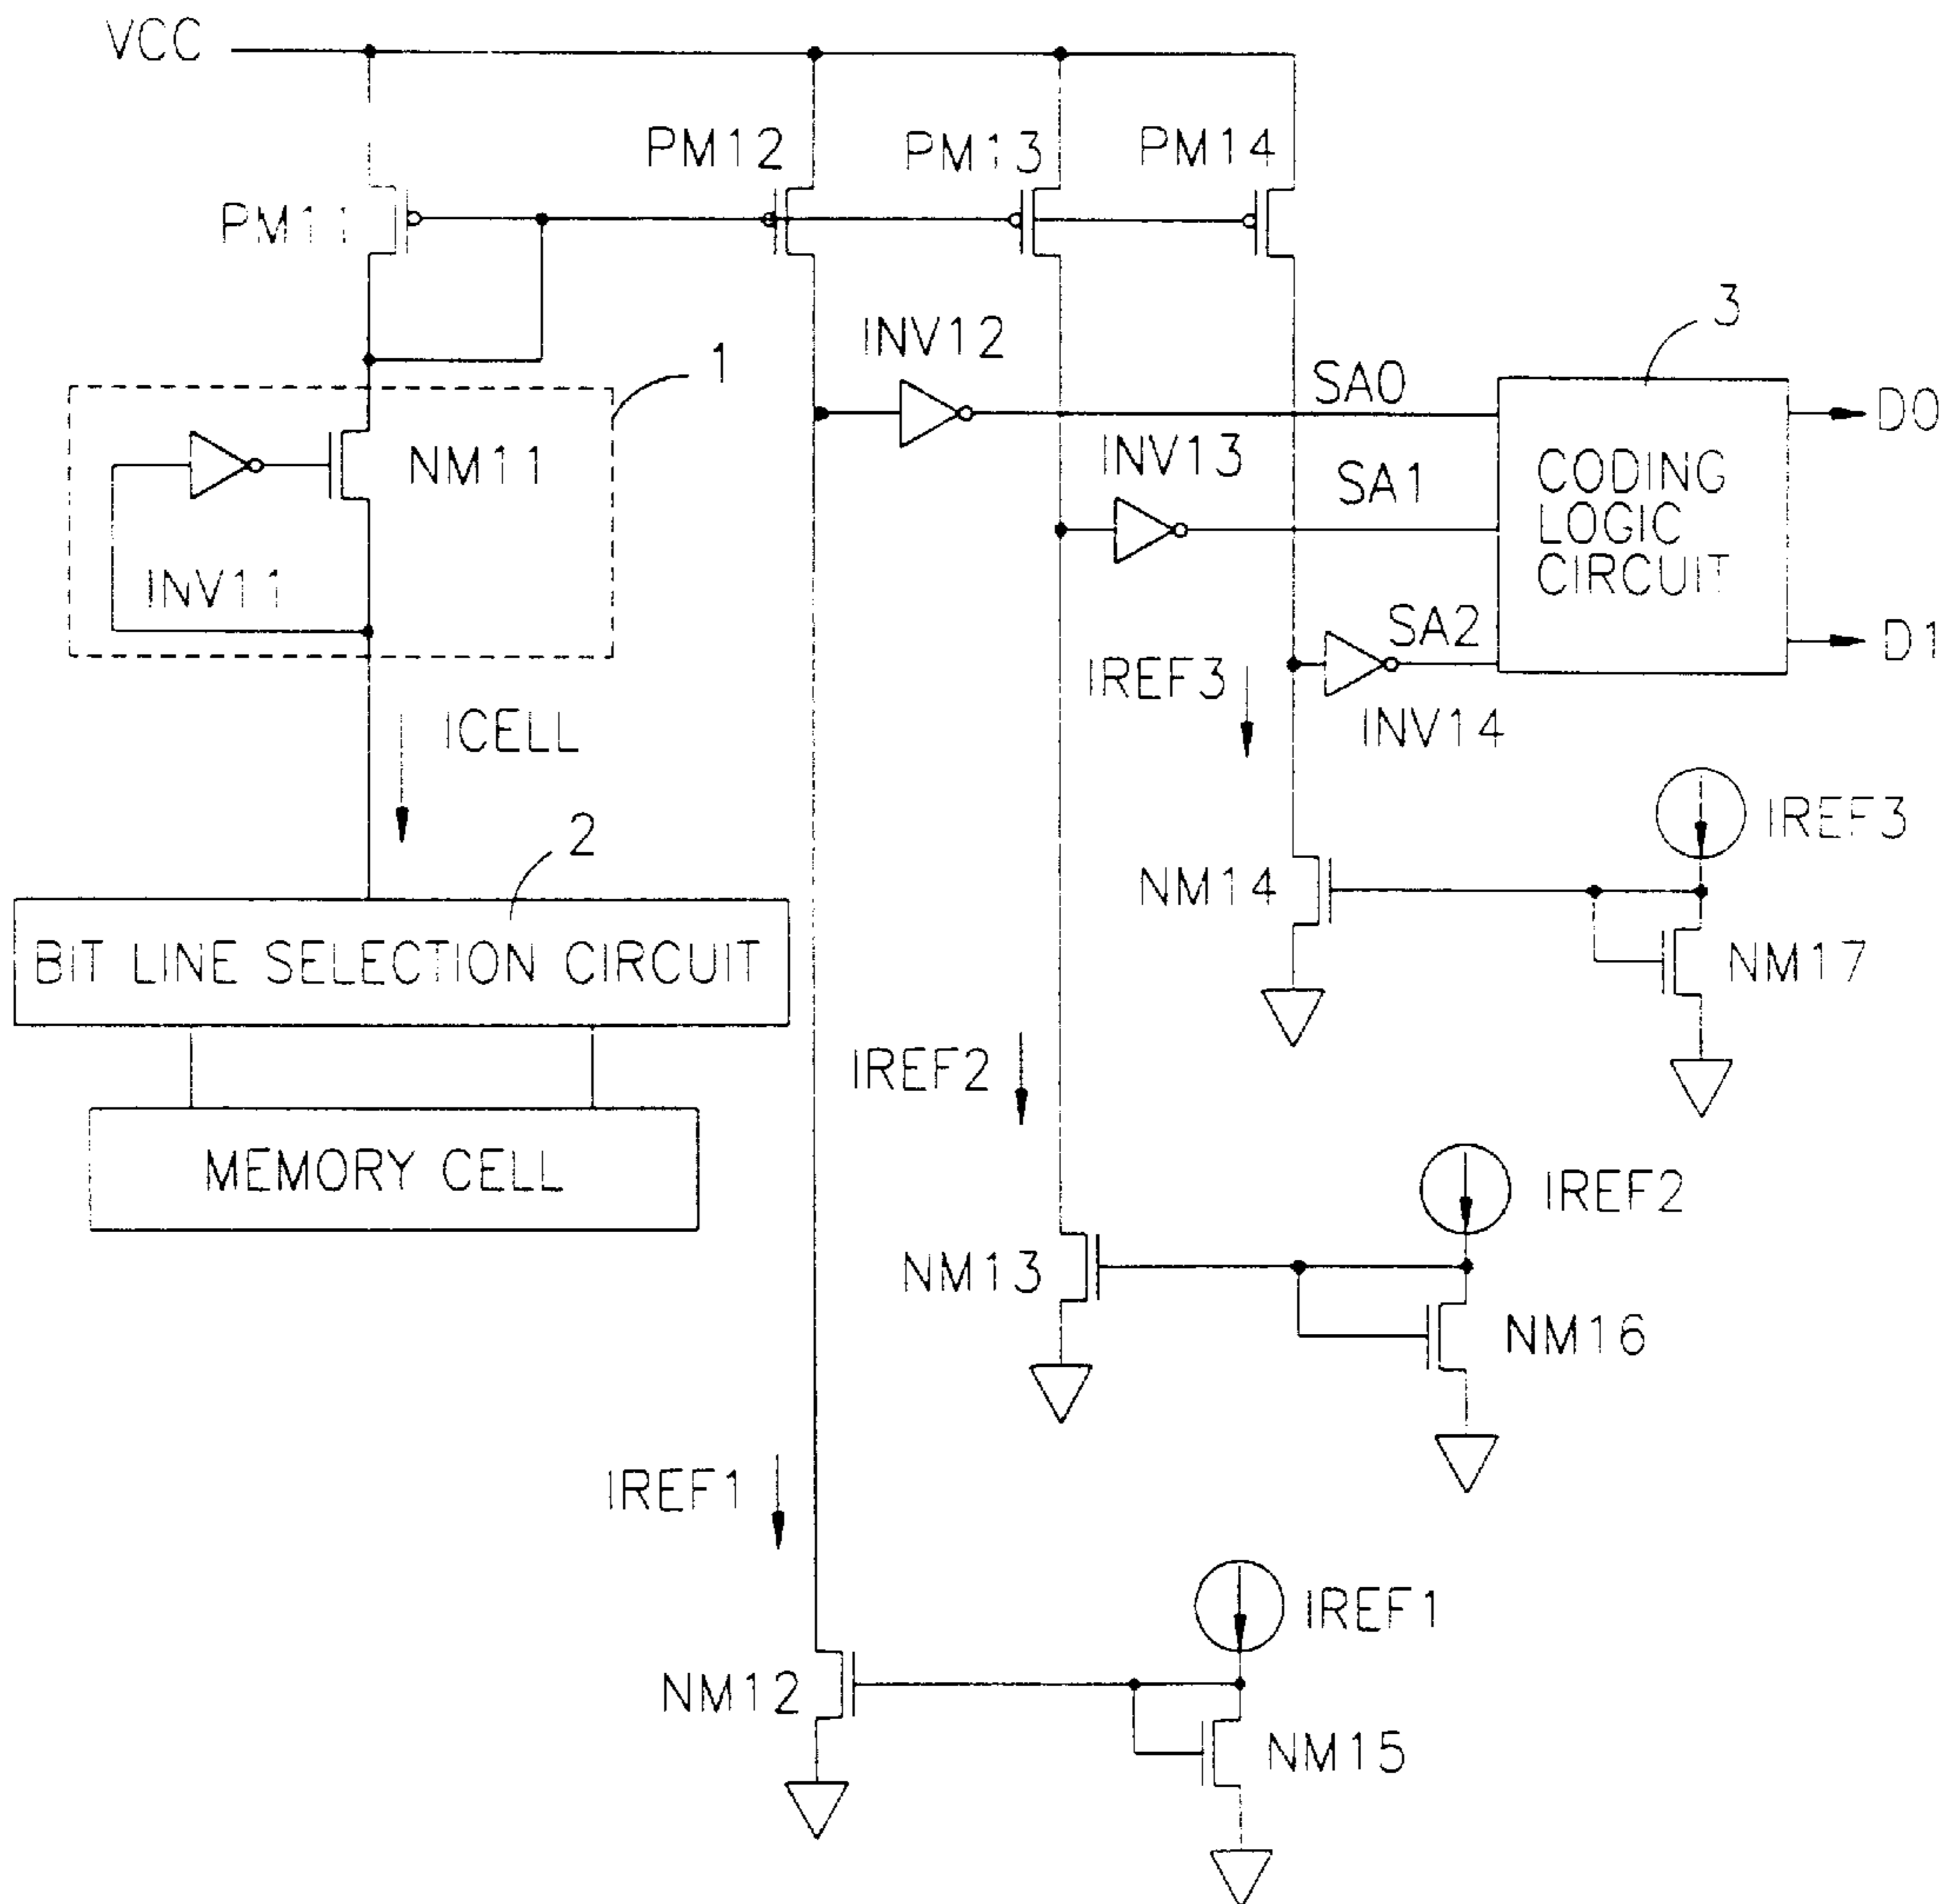 VCC
PM12
PM13
PM14
PM11
3
INV12
1
SA0
D0
NM11
INV13
SA1
CODING
LOGIC
CIRCUIT
INV11
SA2
D1
IREF3
ICELL
INV14
IREF3
2
NM14
BIT LINE SELECTION CIRCUIT
NM17
IREF2
MEMORY CELL
IREF2
NM13
NM16
IREF1
IREF1
NM12
NM15